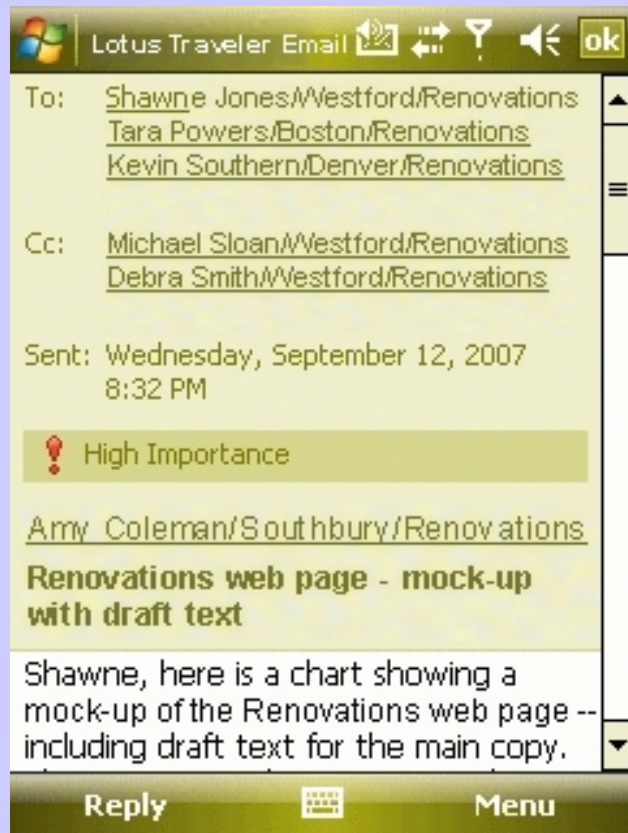 Lotus Traveler Email ok
To: Shawne Jones/Westford/Renovations
Tara Powers/Boston/Renovations
Kevin Southern/Denver/Renovations
Cc: Michael Sloan/Westford/Renovations
Debra Smith/Westford/Renovations
Sent: Wednesday, September 12, 2007
8:32 PM
High Importance
Amy Coleman/Southbury/Renovations
Renovations web page - mock-up
with draft text
Shawne, here is a chart showing a
mock-up of the Renovations web page --
including draft text for the main copy.
Reply Menu